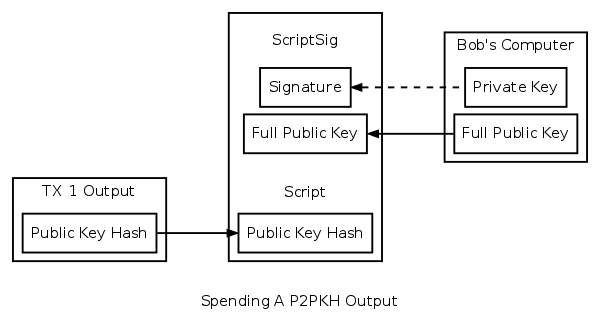 ScriptSig
Signature
Full Public Key
Script
Public Key Hash
Bob's Computer
Private Key
Full Public Key
TX 1 Output
Public Key Hash
Spending A P2PKH Output